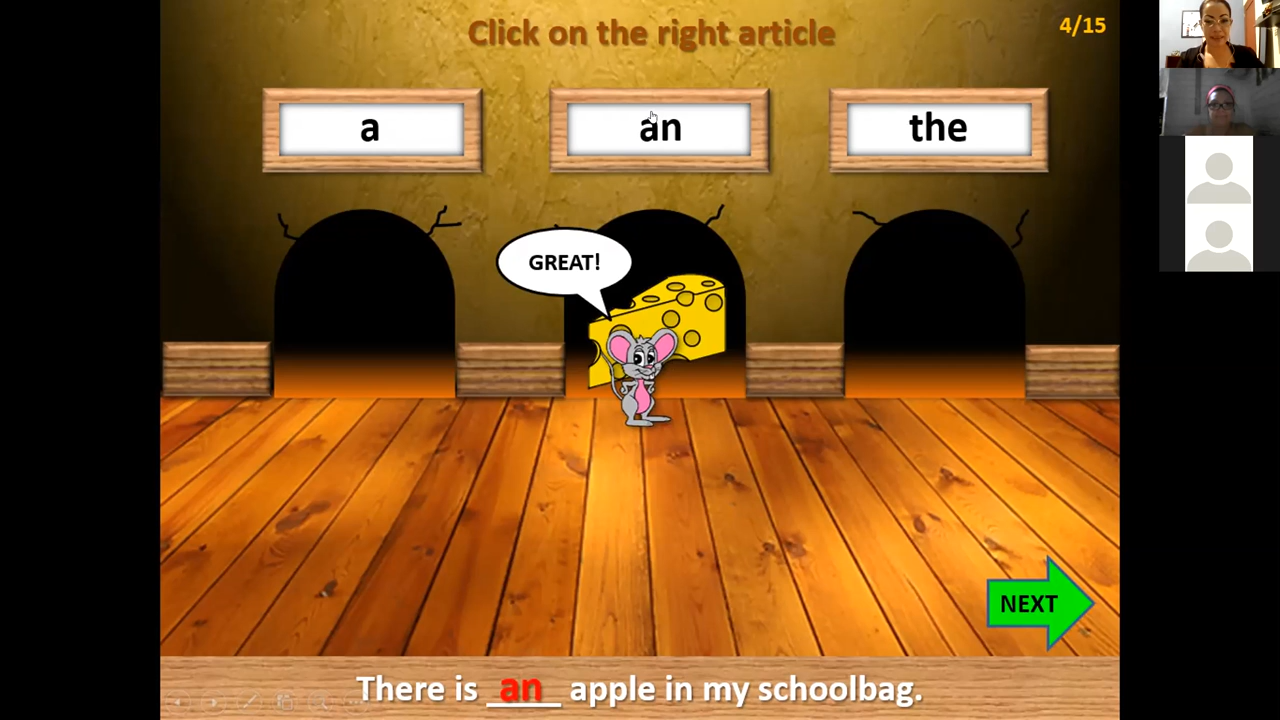 Click on the right article
4/15
a
an
the
GREAT!
NEXT
There is an apple in my schoolbag.